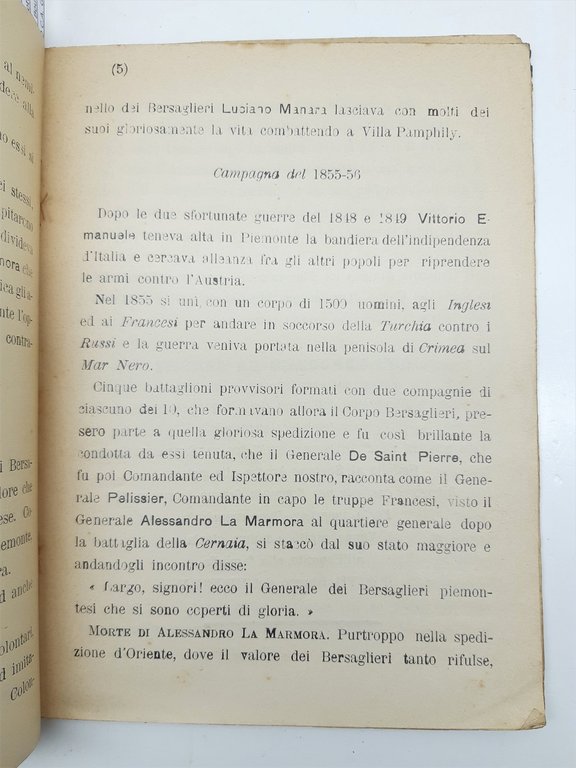 (5)
nello dei Bersaglieri Luciano Manara lasciava con molti dei
suoi gloriosamente la vita combattendo a Villa Pamphily.
Campagna del 1855-56
Dopo le due sfortunate guerre del 1848 e 1849 Vittorio E-
manuele teneva alta in Piemonte la bandiera dell'indipendenza
d'Italia e cercava alleanza fra gli altri popoli per riprendere
le armi contro l'Austria.
Nel 1855 si unì con un corpo di 1500 uomini, agli Inglesi
ed ai Francesi per andare in soccorso della Turchia contro i
Russi e la guerra veniva portata nella penisola di Crimea sul
Mar Nero.
Cinque battaglioni provvisori formati con due compagnie di
ciascuno dei 10, che formavano allora il Corpo Bersaglieri, pre-
sero parte a quella gloriosa spedizione e fu così brillante la
condotta da essi tenuta, che il Generale De Saint Pierre, che
fu poi Comandante ed Ispettore nostro, racconta come il Gene-
rale Pelissier, Comandante in capo le truppe Francesi, visto il
Generale Alessandro La Marmora al quartiere generale dopo
la battaglia della Cernaia, si staccò dal suo stato maggiore e
andandogli incontro disse:
« Largo, signori! ecco il Generale dei Bersaglieri piemon-
tesi che si sono coperti di gloria. »
MORTE DI ALESSANDRO LA MARMORA. Purtroppo nella spedi-
zione d'Oriente, dove il valore dei Bersaglieri tanto rifulse,